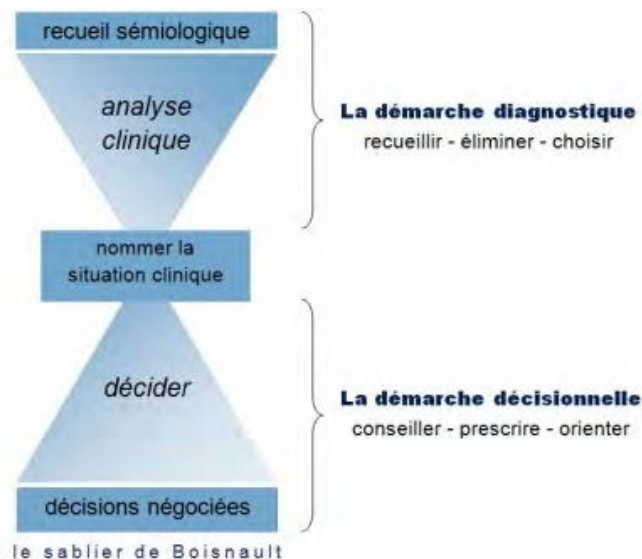 recueil sémiologique
analyse
clinique
La démarche diagnostique
recueillir - éliminer - choisir
nommer la
situation clinique
décider
La démarche décisionnelle
conseiller - prescrire - orienter
décisions négociées
le sablier de Boisnault